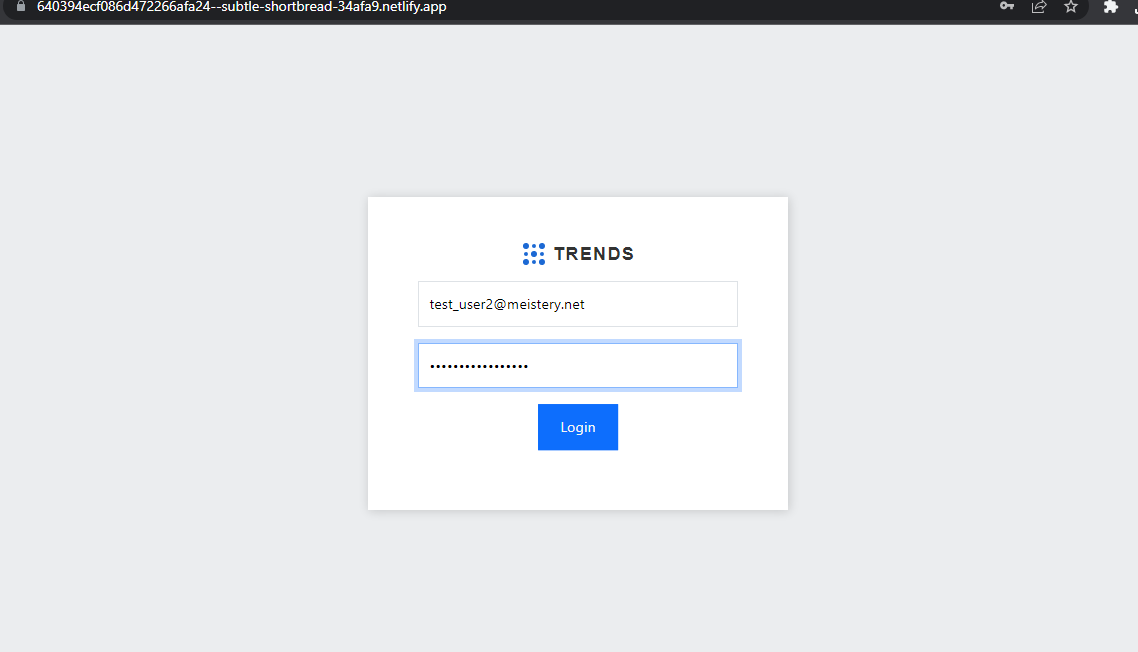 640394ecf086d472266afa24--subtle-shortbread-34afa9.netlify.app
TRENDS
test_user2@meistery.net
•••••••••••••••••
Login